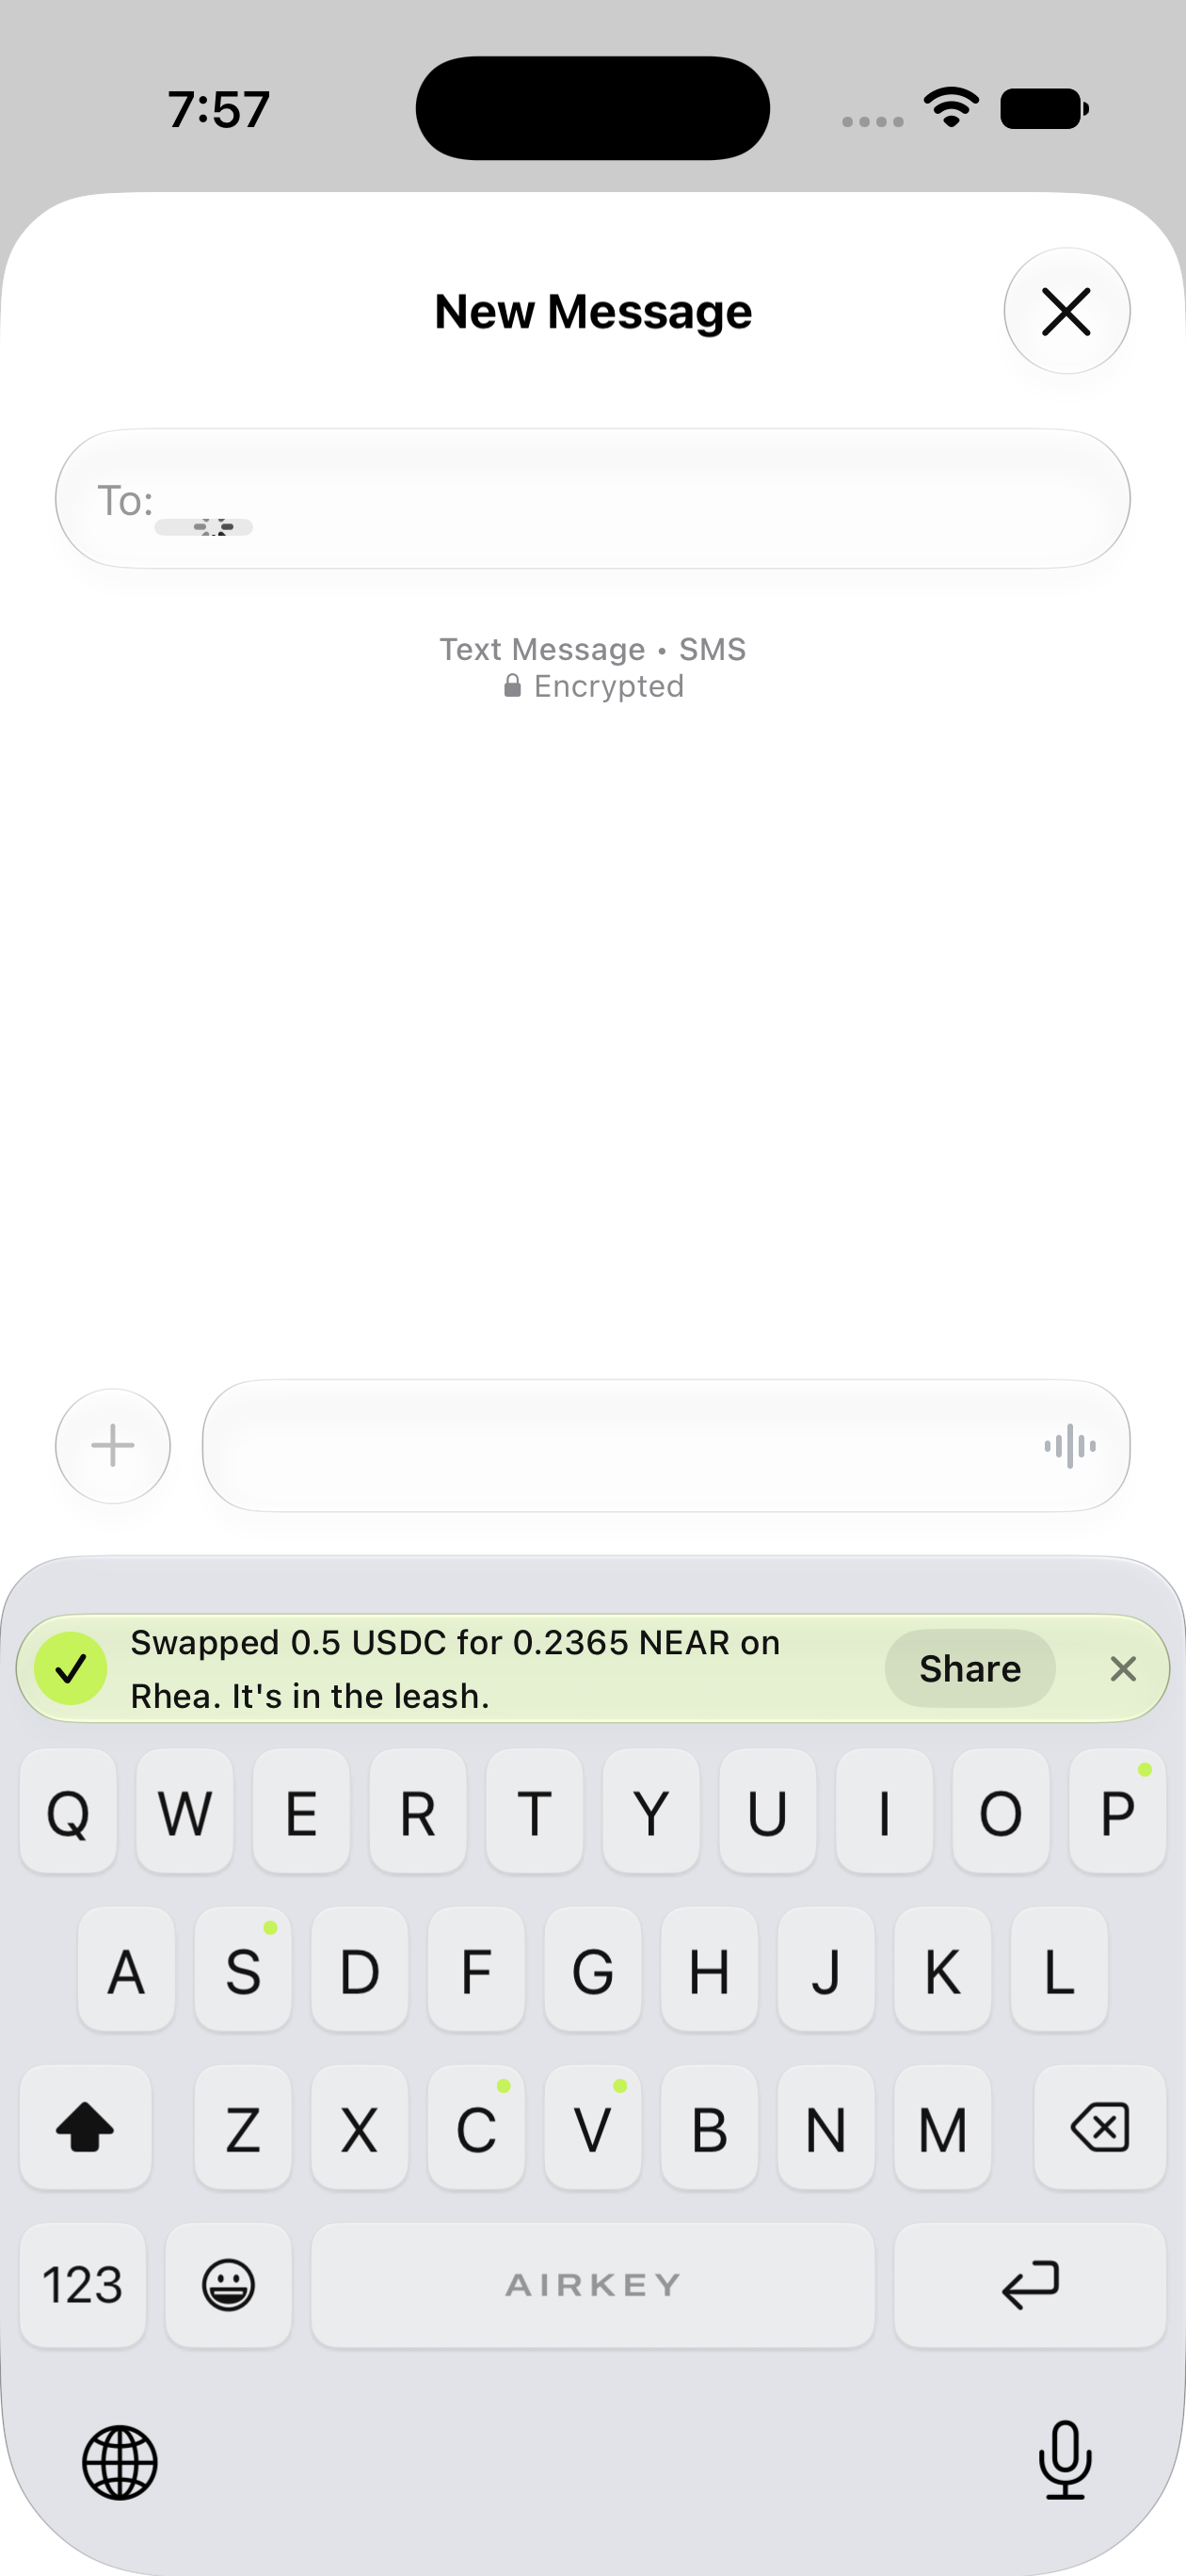 7:57
New Message
To:
Text Message • SMS
Encrypted
Swapped 0.5 USDC for 0.2365 NEAR on
Rhea. It's in the leash.
Share
Q W E R T Y U I O P
A S D F G H J K L
Z X C V B N M
123
AIRKEY